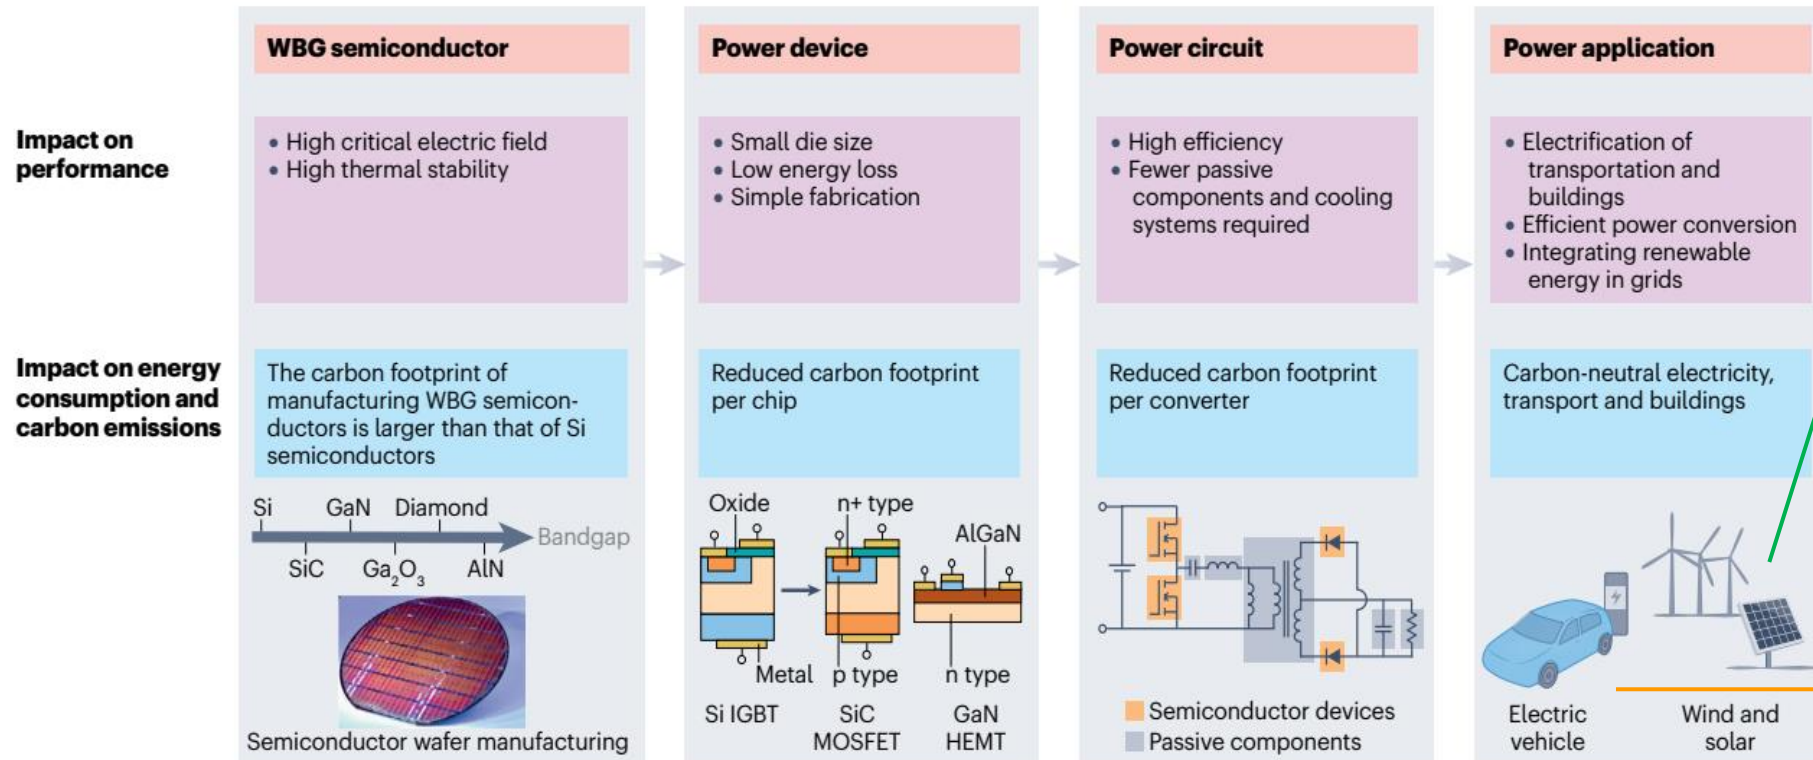 WBG semiconductor
Power device
Power circuit
Power application
Impact on
performance
• High critical electric field
• High thermal stability
• Small die size
• Low energy loss
• Simple fabrication
• High efficiency
• Fewer passive
components and cooling
systems required
• Electrification of
transportation and
buildings
• Efficient power conversion
• Integrating renewable
energy in grids
Impact on energy
consumption and
carbon emissions
The carbon footprint of
manufacturing WBG semicon-
ductors is larger than that of Si
semiconductors
Reduced carbon footprint
per chip
Reduced carbon footprint
per converter
Carbon-neutral electricity,
transport and buildings
Si GaN Diamond
Bandgap
SiC Ga₂O₃ AlN
Semiconductor wafer manufacturing
Oxide n+ type
AlGaN
Metal p type n type
Si IGBT
SiC
MOSFET
GaN
HEMT
Semiconductor devices
Passive components
Electric
vehicle
Wind and
solar